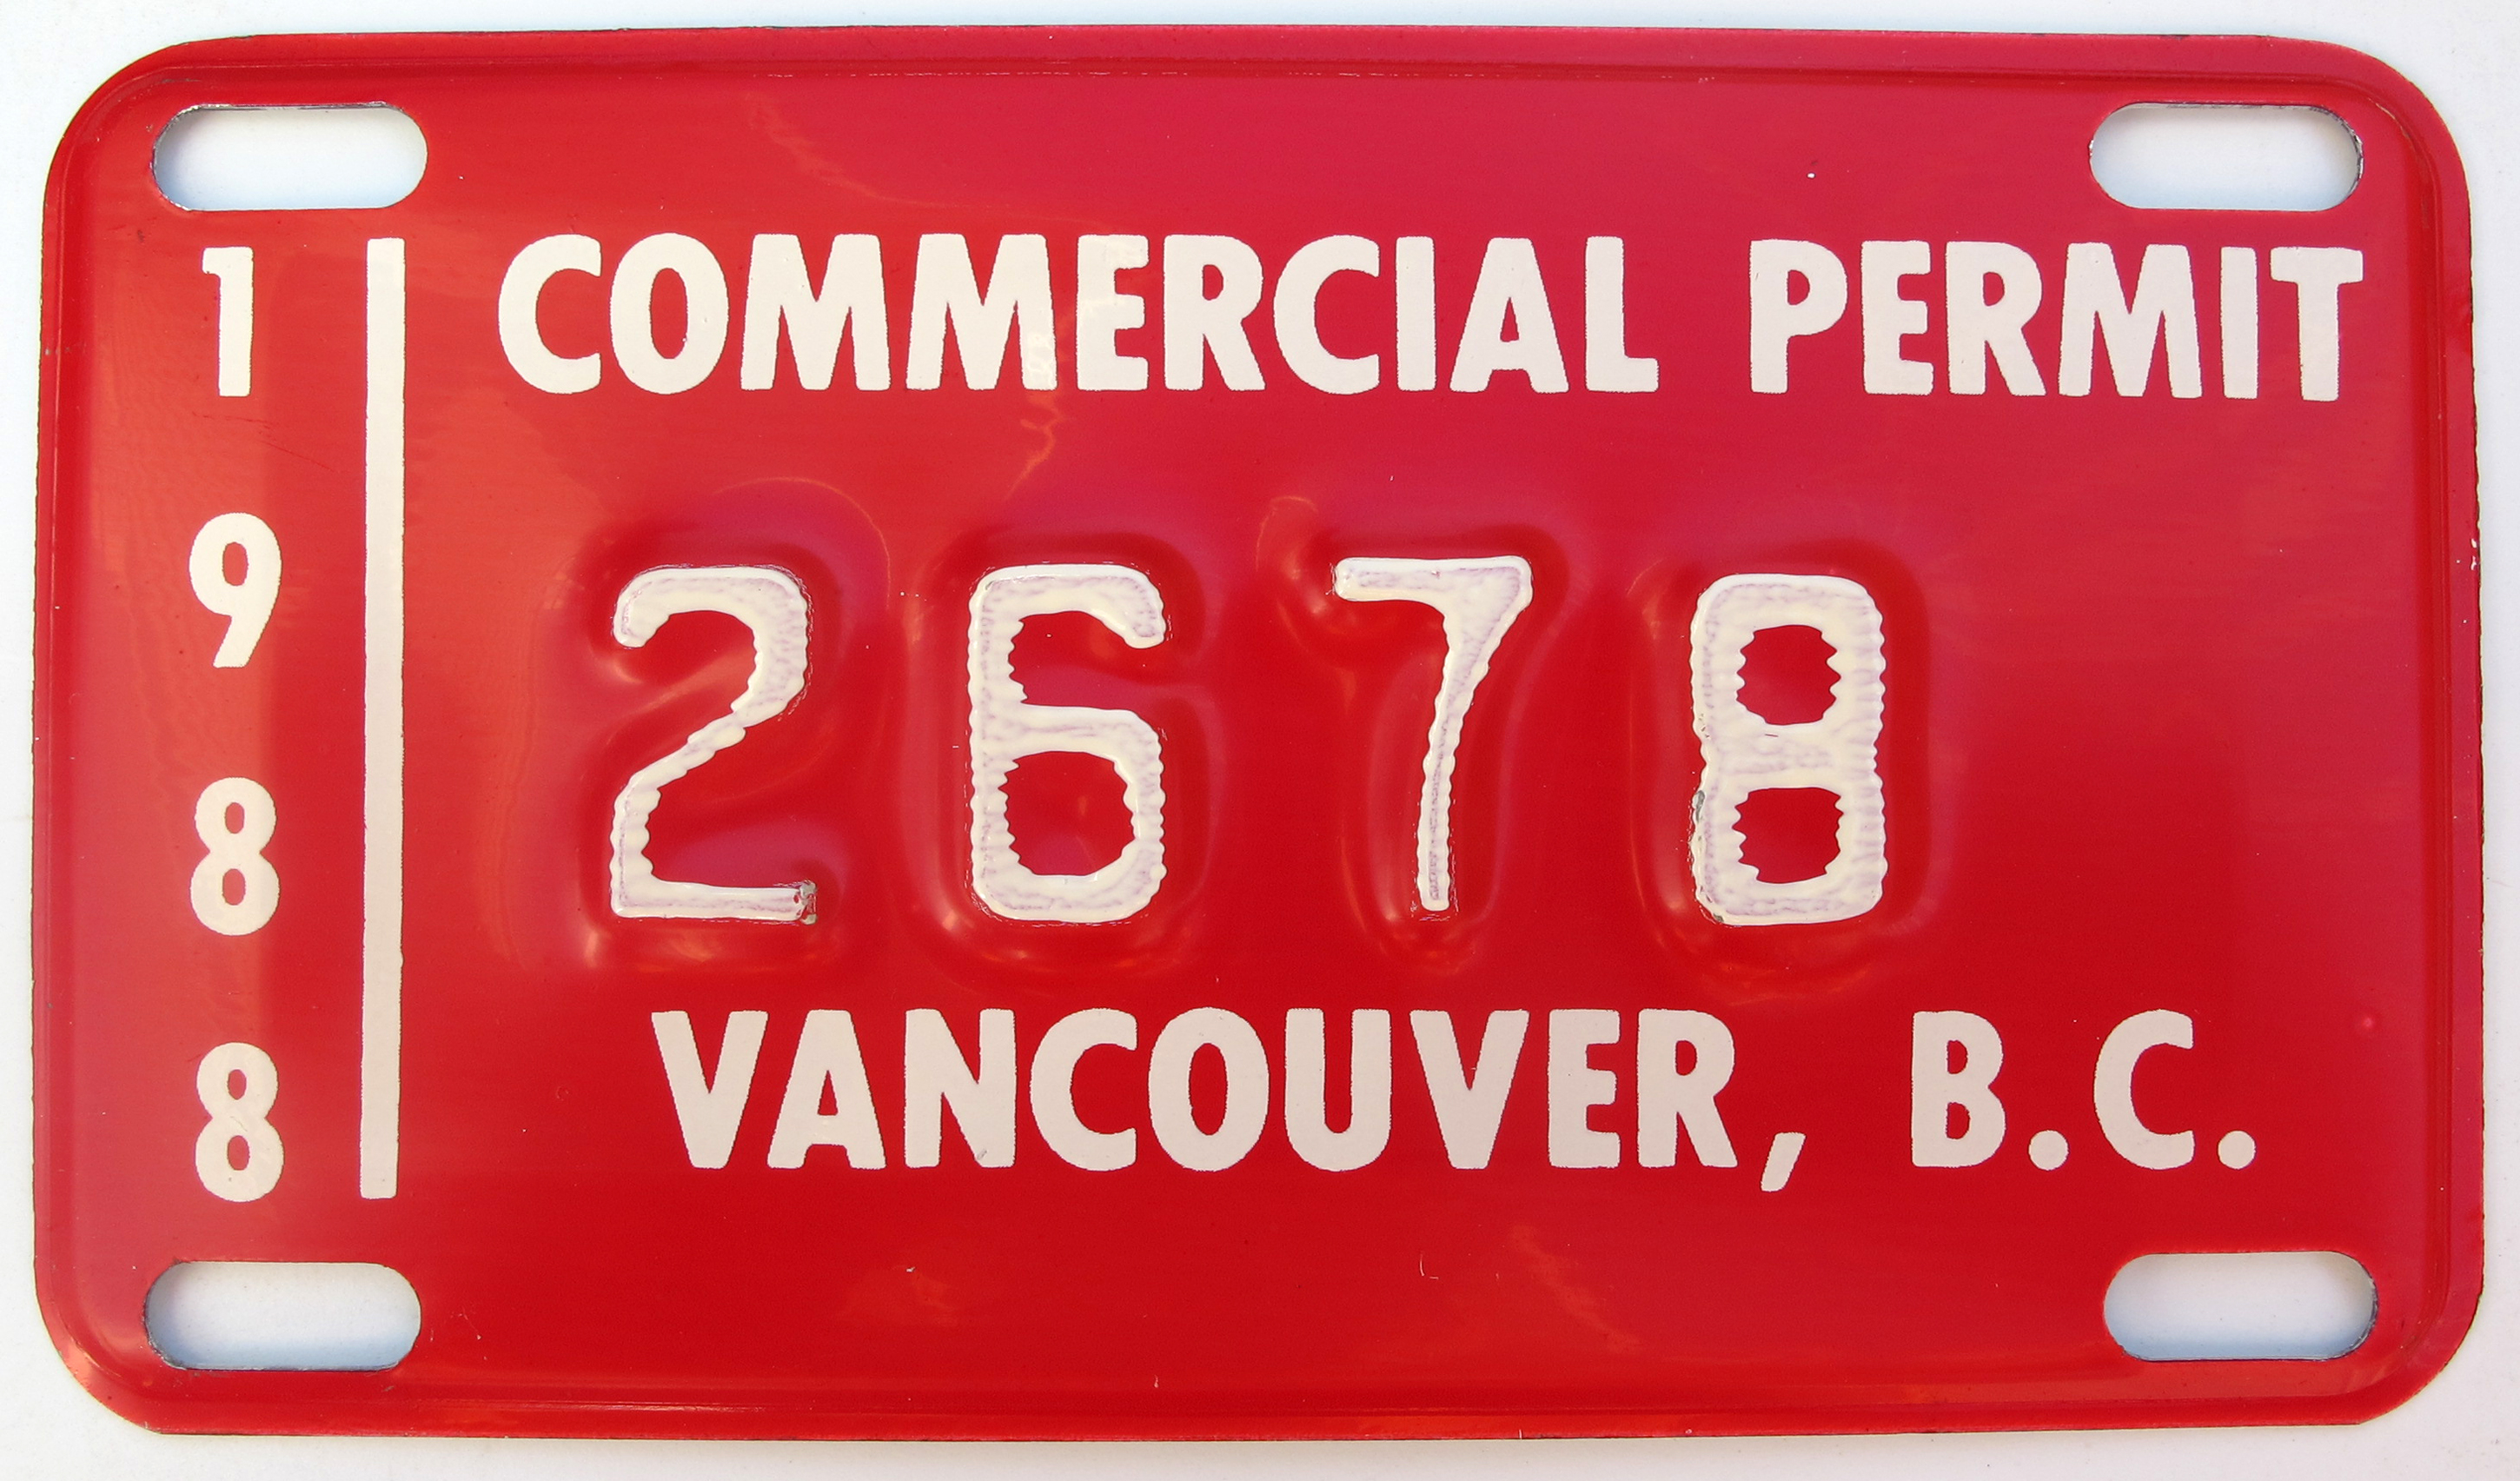 1988
COMMERCIAL PERMIT
2678
VANCOUVER, B.C.